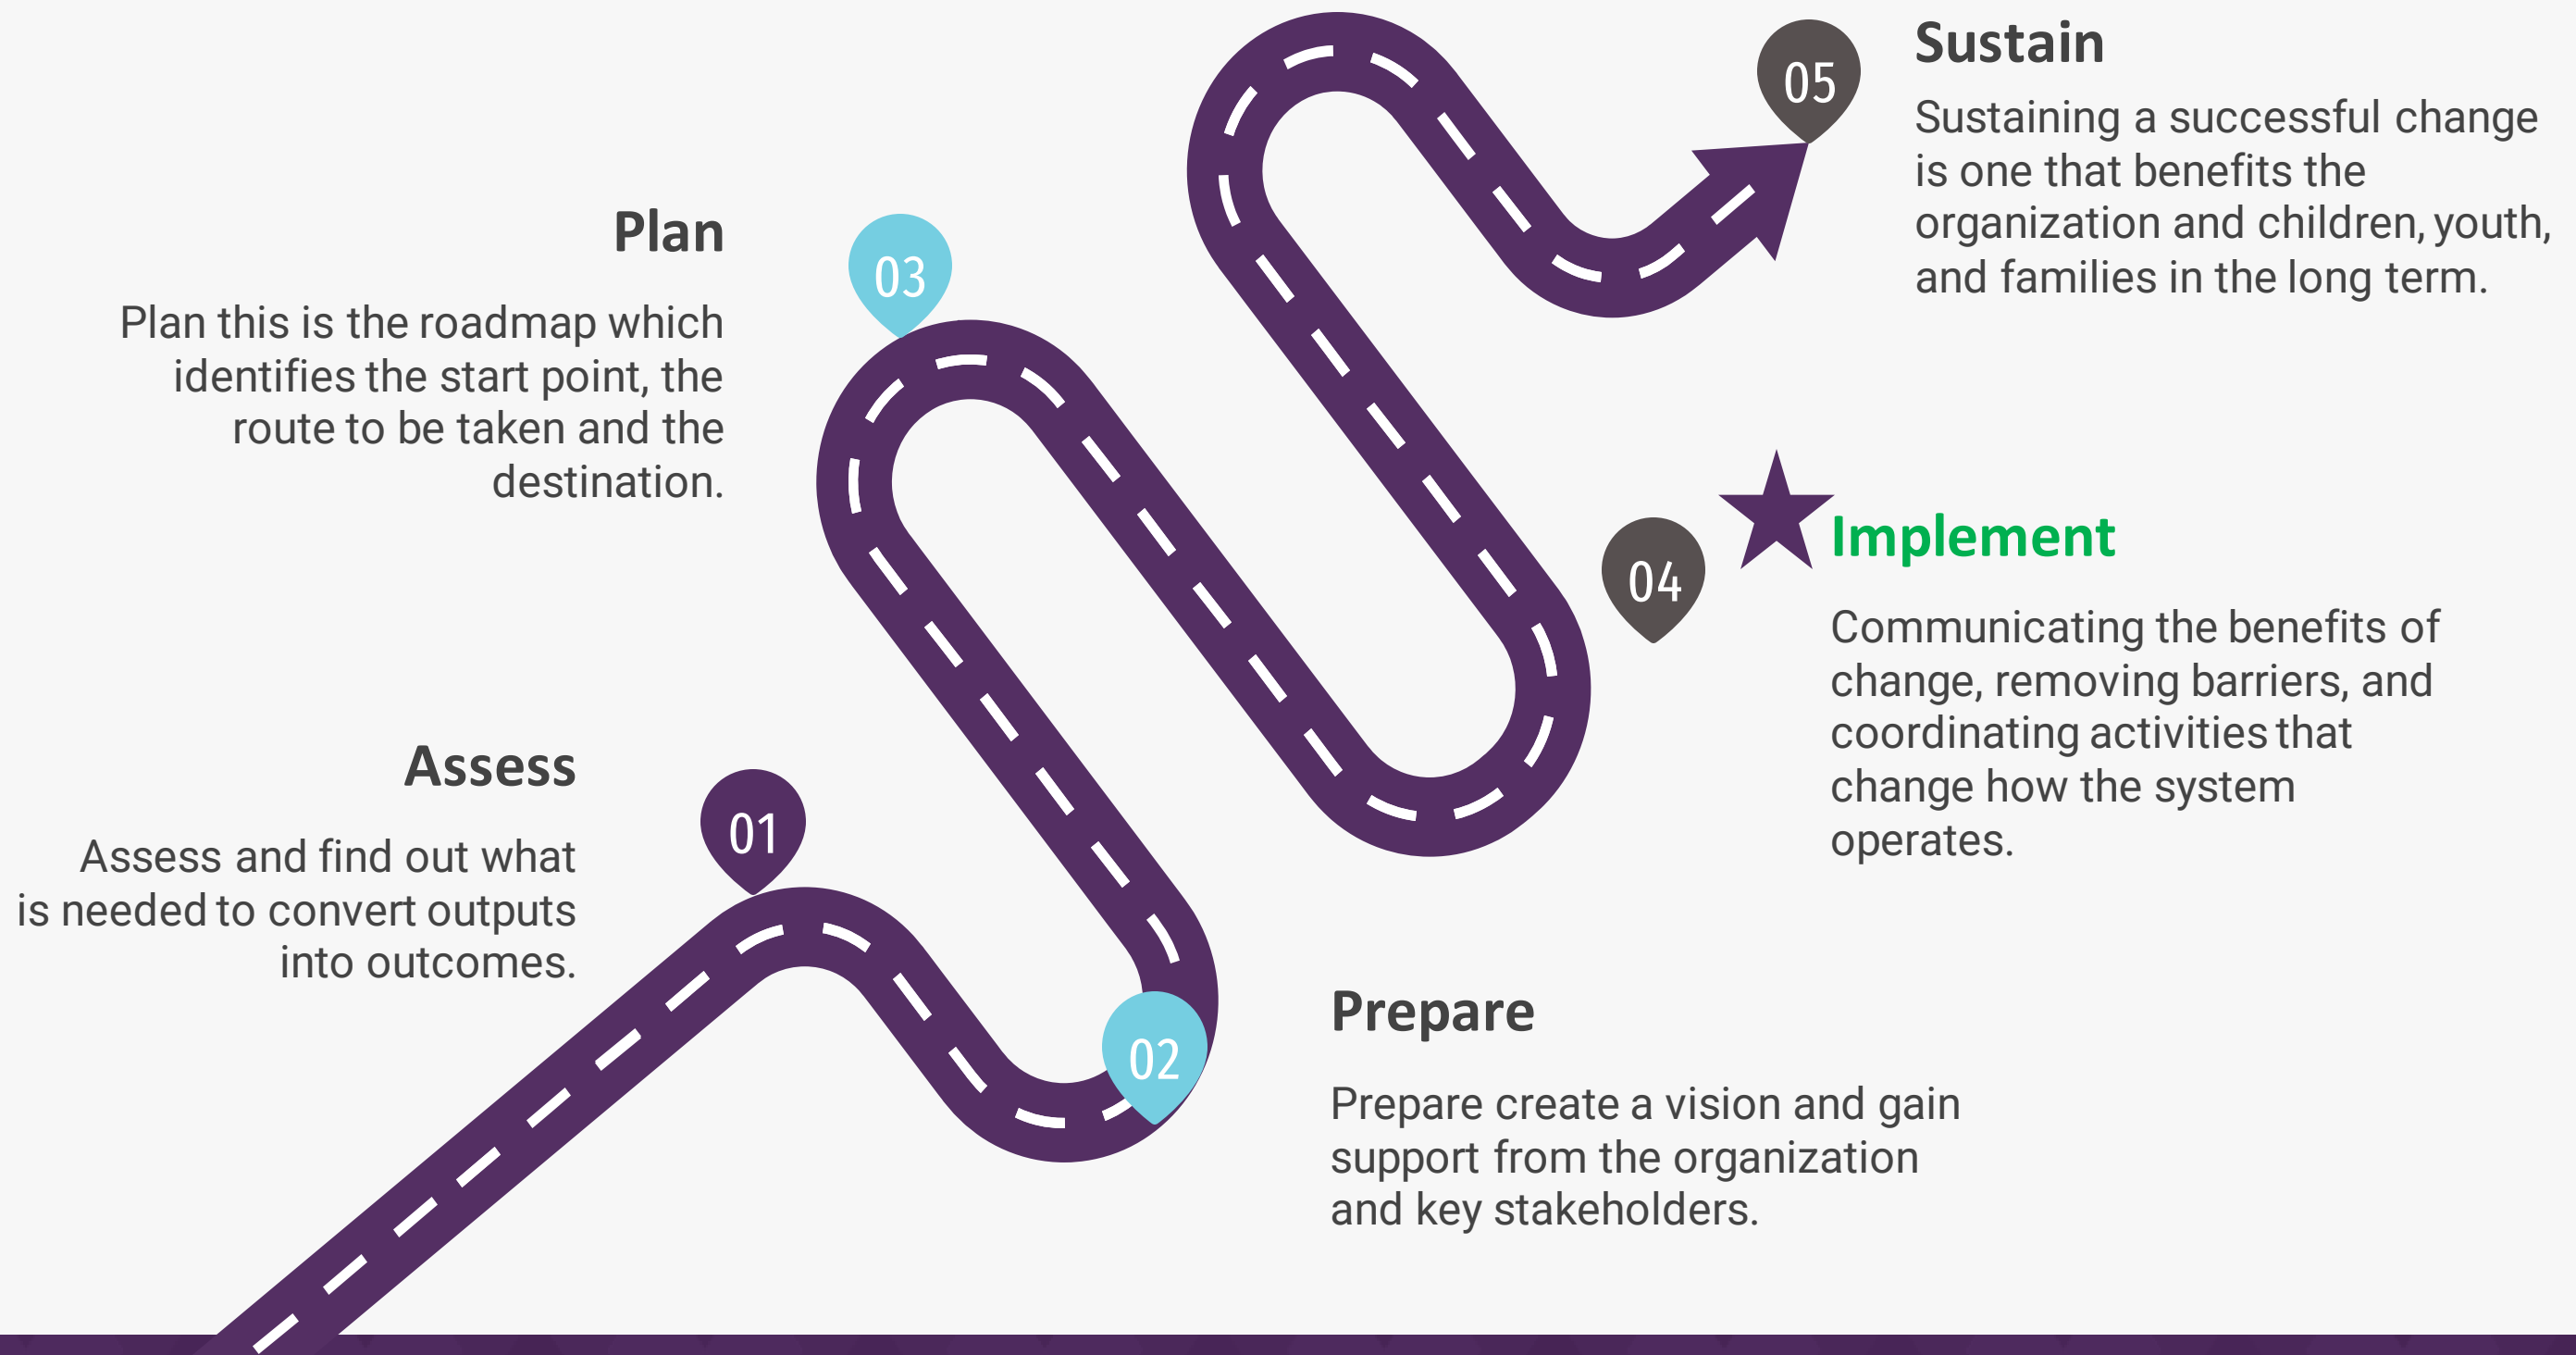 05
Sustain
Sustaining a successful change
is one that benefits the
organization and children, youth,
and families in the long term.
03
Plan
Plan this is the roadmap which
identifies the start point, the
route to be taken and the
destination.
04
Implement
Communicating the benefits of
change, removing barriers, and
coordinating activities that
change how the system
operates.
01
Assess
Assess and find out what
is needed to convert outputs
into outcomes.
02
Prepare
Prepare create a vision and gain
support from the organization
and key stakeholders.